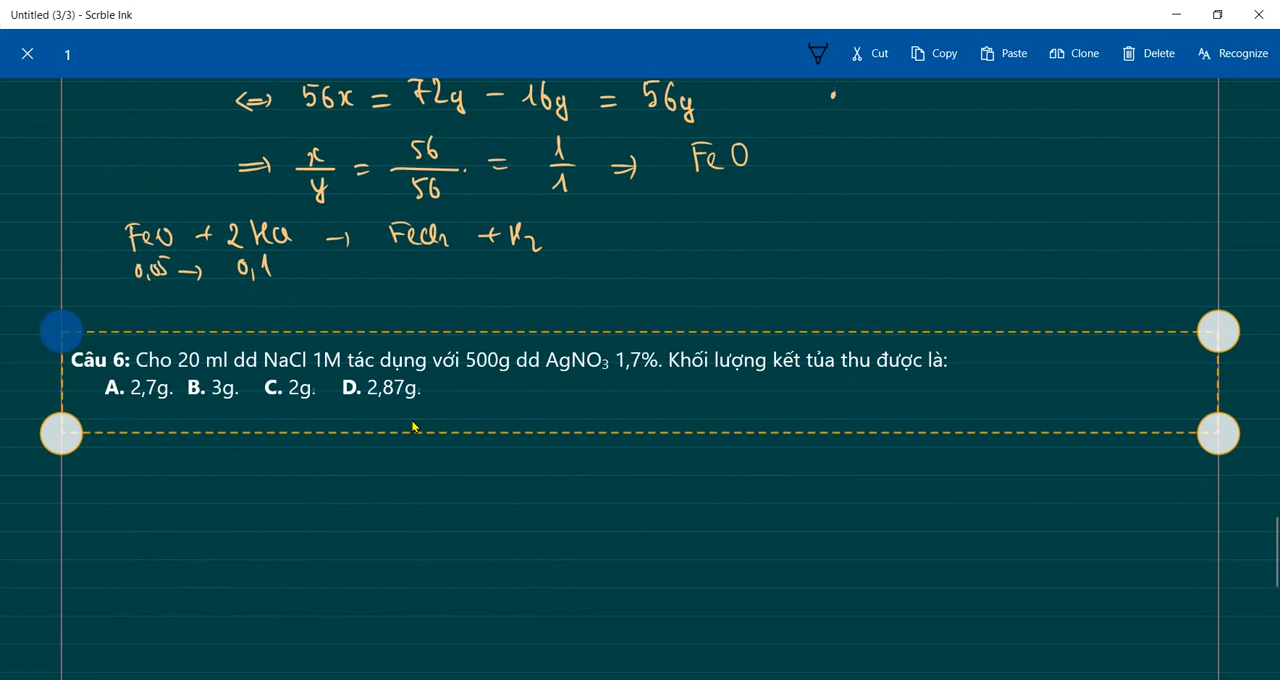 Untitled (3/3) - Scrble Ink
1 Cut Copy Paste Clone Delete Recognize
<=> 56x = 72y - 16y = 56y
=> x/y = 56/56 = 1/1 => FeO
FeO + 2HCl → FeCl2 + H2
0,05 → 0,1
Câu 6: Cho 20 ml dd NaCl 1M tác dụng với 500g dd AgNO₃ 1,7%. Khối lượng kết tủa thu được là:
A. 2,7g. B. 3g. C. 2g. D. 2,87g.